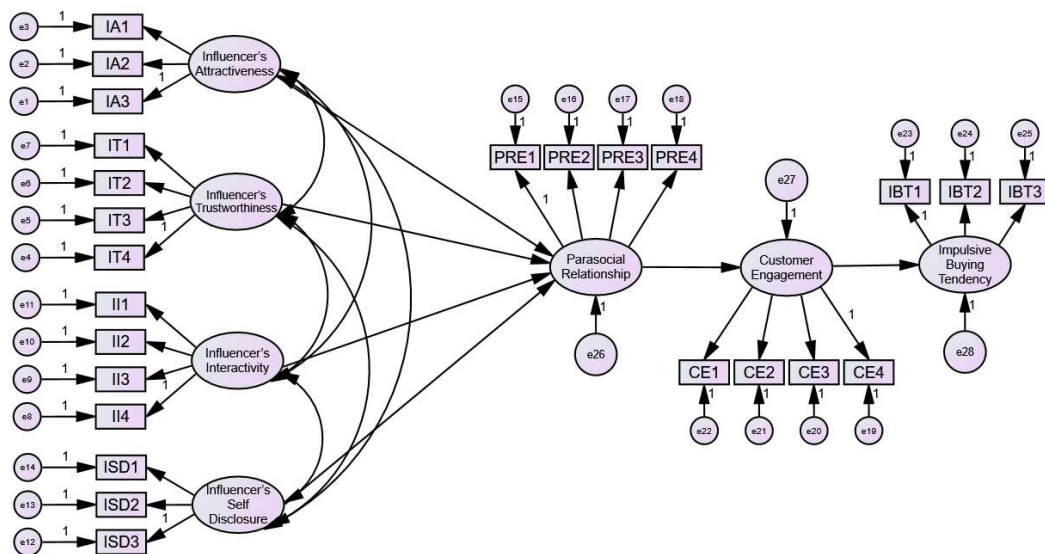 e3 1 IA1
e2 1 IA2
e1 1 IA3
1
Influencer's
Attractiveness
e7 1 IT1
e6 1 IT2
e5 1 IT3
e4 1 IT4
1
Influencer's
Trustworthiness
e11 1 II1
e10 1 II2
e9 1 II3
e8 1 II4
1
Influencer's
Interactivity
e14 1 ISD1
e13 1 ISD2
e12 1 ISD3
1
Influencer's
Self
Disclosure
e15 e16 e17 e18
1 1 1 1
PRE1 PRE2 PRE3 PRE4
1
Parasocial
Relationship
1
e26
e27
1
Customer
Engagement
1
CE1 CE2 CE3 CE4
1 1 1 1
e22 e21 e20 e19
e23 e24 e25
1 1 1
IBT1 IBT2 IBT3
1
Impulsive
Buying
Tendency
1
e28